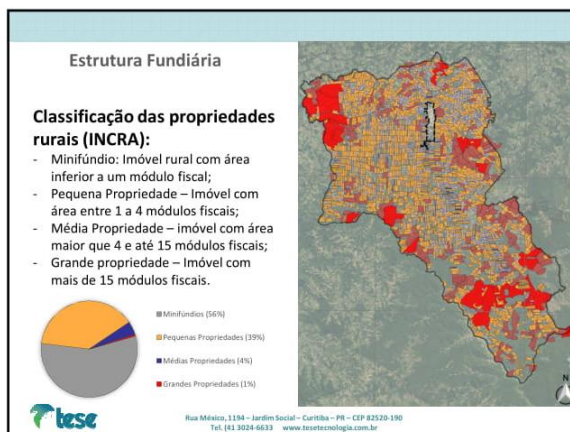 Estrutura Fundiária
Classificação das propriedades
rurais (INCRA):
- Minifúndio: Imóvel rural com área
inferior a um módulo fiscal;
- Pequena Propriedade – Imóvel com
área entre 1 a 4 módulos fiscais;
- Média Propriedade – imóvel com área
maior que 4 e até 15 módulos fiscais;
- Grande propriedade – Imóvel com
mais de 15 módulos fiscais.
Minifúndios (56%)
Pequenas Propriedades (39%)
Médias Propriedades (4%)
Grandes Propriedades (1%)
N
tese
Rua México, 1194 – Jardim Social – Curitiba – PR – CEP 82520-190
Tel. (41 3024-6633 www.tesetecnologia.com.br